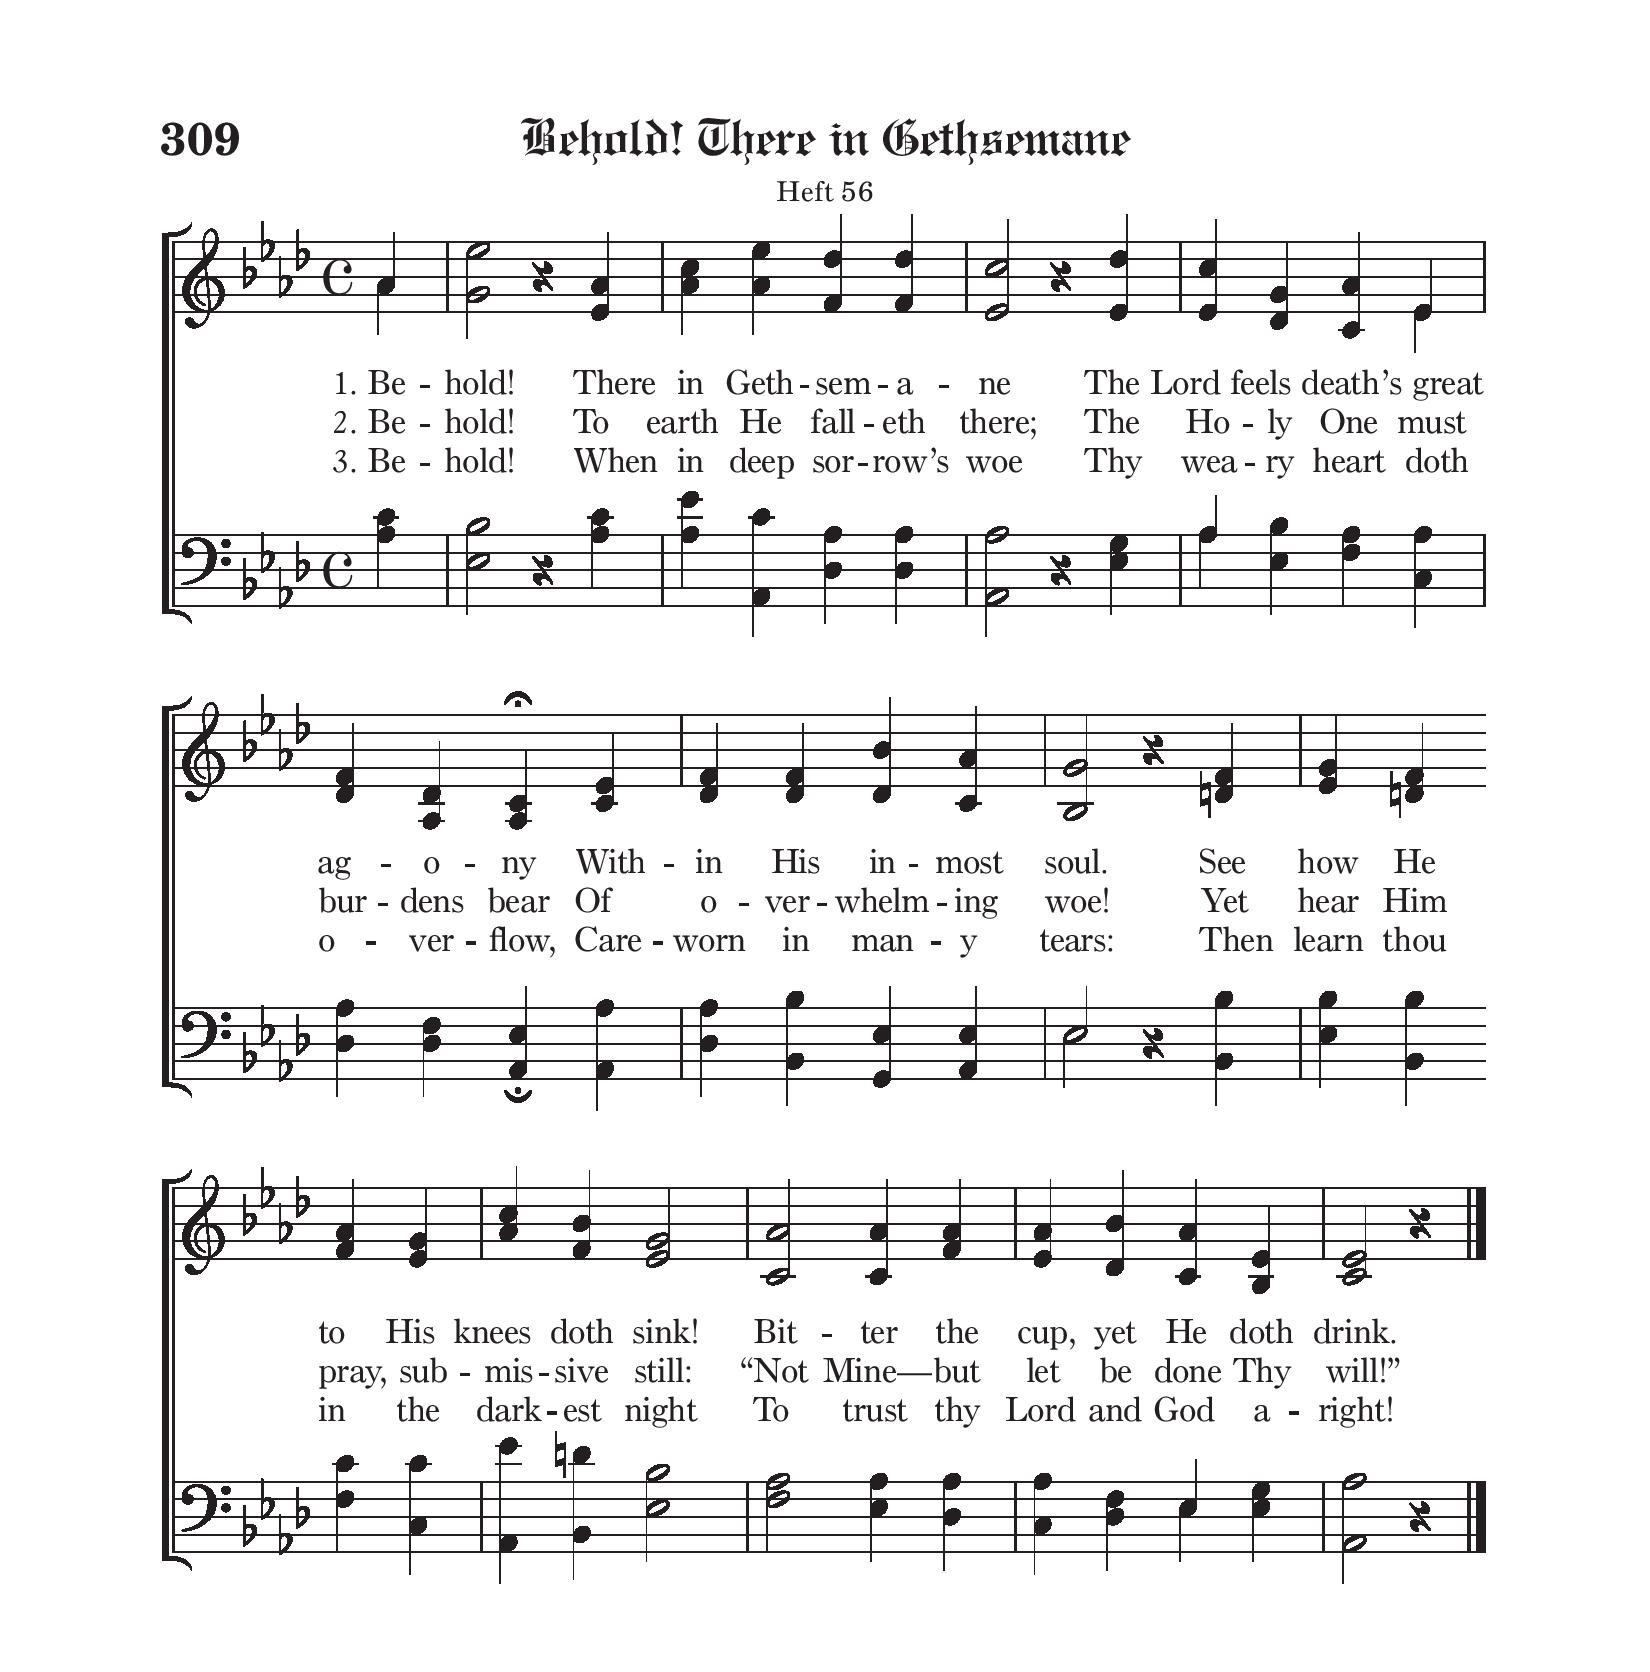 309 Behold! There in Gethsemane
Heft 56
1. Be - hold! There in Geth - sem - a - ne The Lord feels death’s great
2. Be - hold! To earth He fall - eth there; The Ho - ly One must
3. Be - hold! When in deep sor - row’s woe Thy wea - ry heart doth
ag - o - ny With - in His in - most soul. See how He
bur - dens bear Of o - ver - whelm - ing woe! Yet hear Him
o - ver - flow, Care - worn in man - y tears: Then learn thou
to His knees doth sink! Bit - ter the cup, yet He doth drink.
pray, sub - mis - sive still: “Not Mine—but let be done Thy will!”
in the dark - est night To trust thy Lord and God a - right!